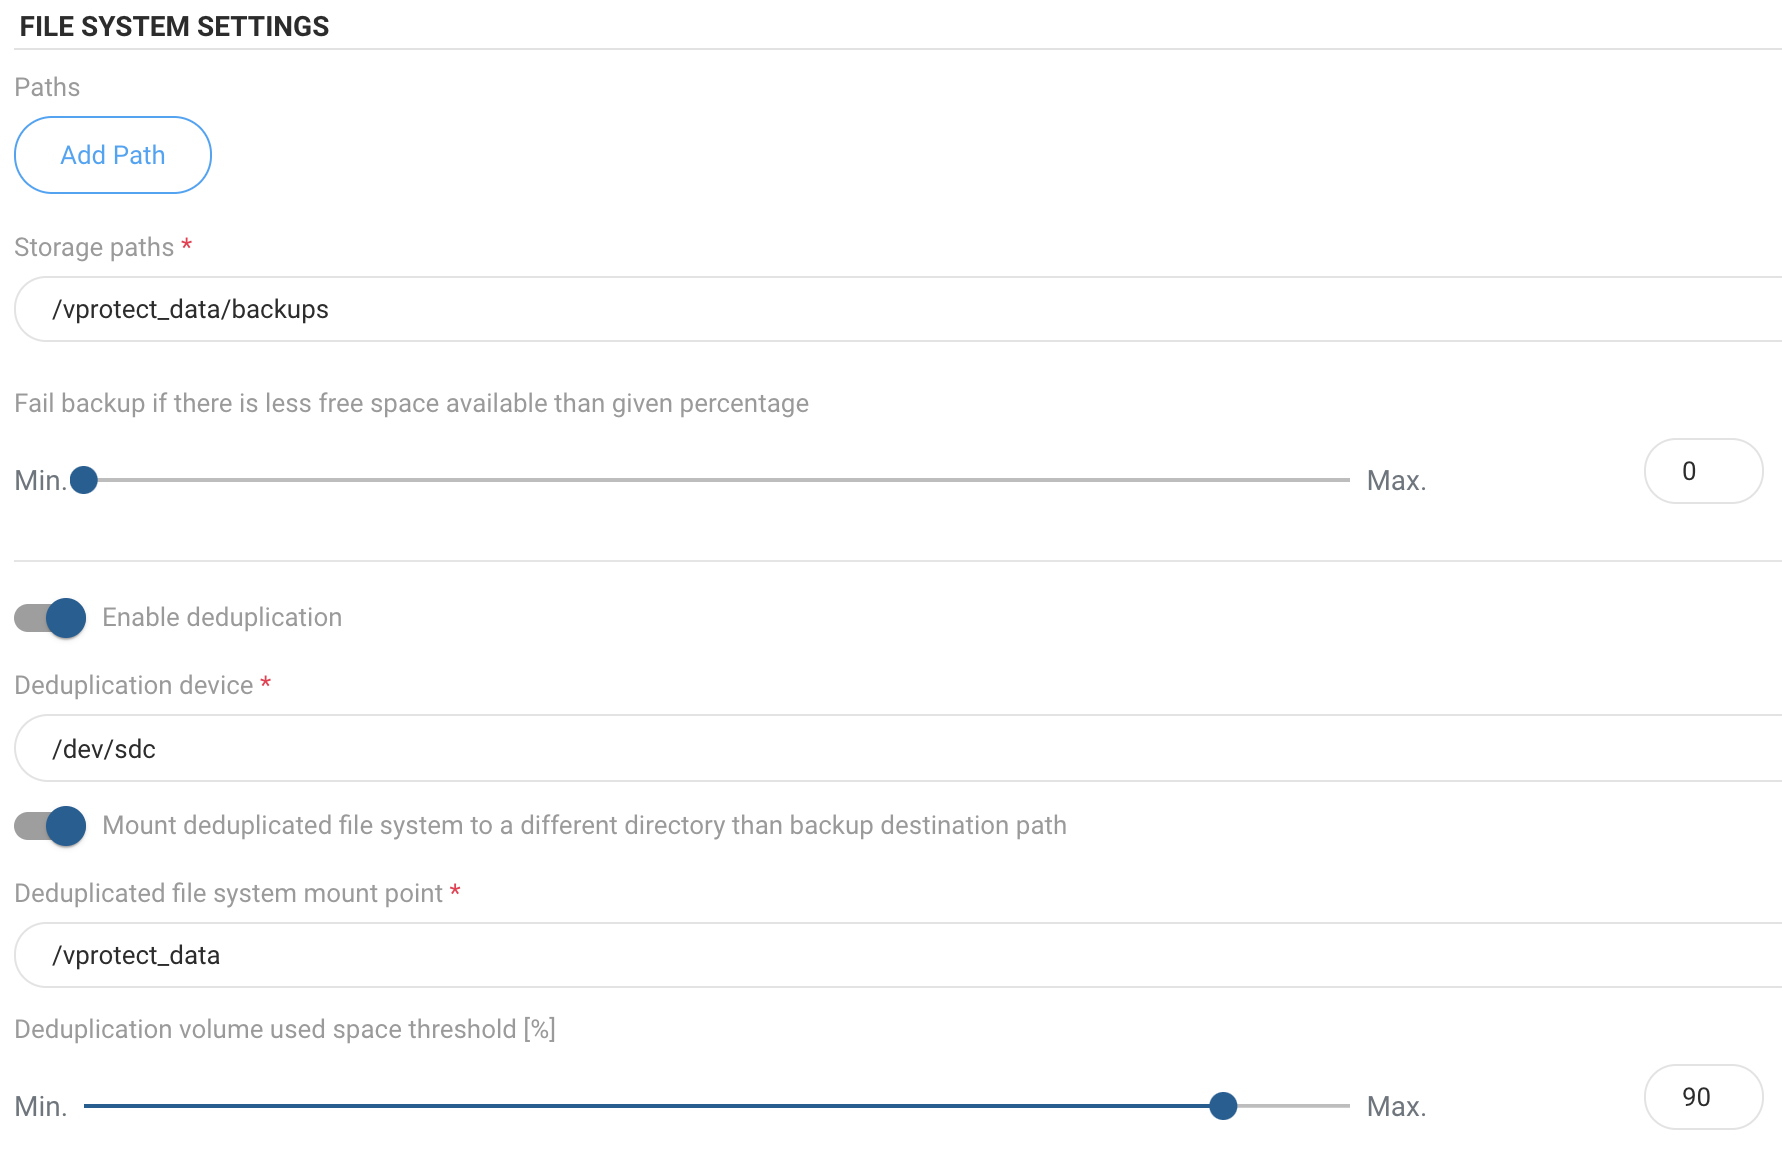 FILE SYSTEM SETTINGS
Paths
Add Path
Storage paths *
/vprotect_data/backups
Fail backup if there is less free space available than given percentage
Min. Max. 0
Enable deduplication
Deduplication device *
/dev/sdc
Mount deduplicated file system to a different directory than backup destination path
Deduplicated file system mount point *
/vprotect_data
Deduplication volume used space threshold [%]
Min. Max. 90